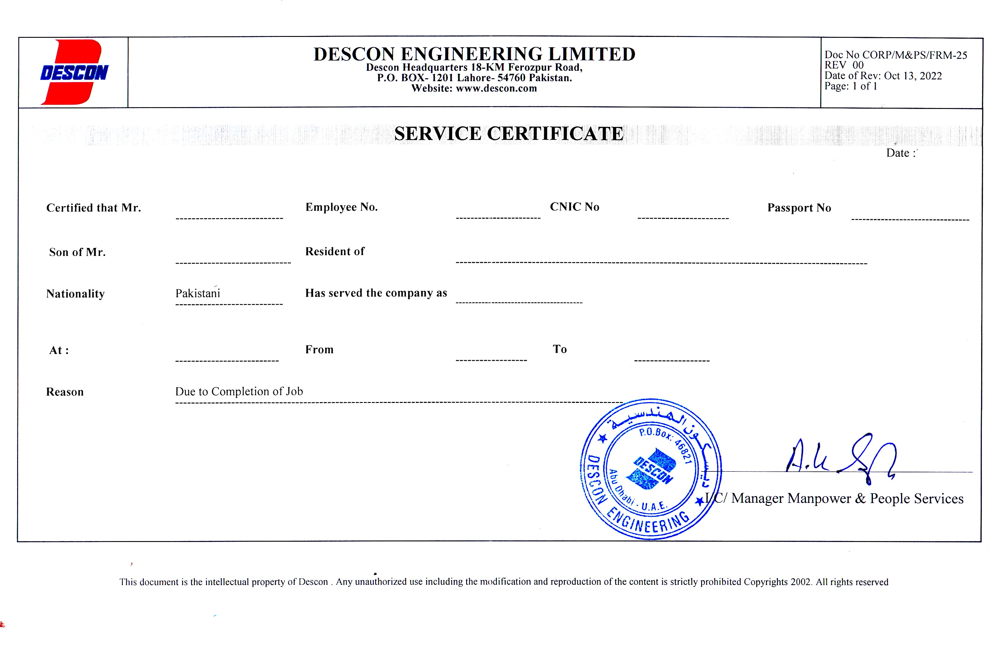 DESCON
DESCON ENGINEERING LIMITED
Descon Headquarters 18-KM Ferozpur Road,
P.O. BOX- 1201 Lahore- 54760 Pakistan.
Website: www.descon.com
Doc No CORP/M&PS/FRM-25
REV 00
Date of Rev: Oct 13, 2022
Page: 1 of 1
SERVICE CERTIFICATE
Date :
Certified that Mr. Employee No. CNIC No Passport No
Son of Mr. Resident of
Nationality Pakistani Has served the company as
At : From To
Reason Due to Completion of Job
ديسكون الهندسية
P.O.Box: 46821
DESCON
Abu Dhabi - U.A.E.
DESCON ENGINEERING
I/C/ Manager Manpower & People Services
This document is the intellectual property of Descon . Any unauthorized use including the modification and reproduction of the content is strictly prohibited Copyrights 2002. All rights reserved